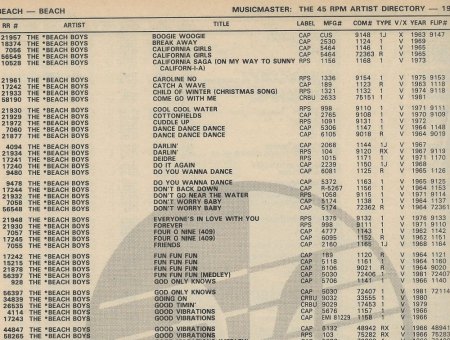 BEACH — BEACH MUSICMASTER: THE 45 RPM ARTIST DIRECTORY — 19
RR # ARTIST TITLE LABEL MFG# COM# TYPE V/X YEAR FLIP#
21957 THE *BEACH BOYS BOOGIE WOOGIE CAP CUS 9148 1J X 1963 9147
18374 THE *BEACH BOYS BREAK AWAY CAP 2530 1124 1 V 1969
7056 THE *BEACH BOYS CALIFORNIA GIRLS CAP 5464 1146 1 V 1965
56549 THE *BEACH BOYS CALIFORNIA GIRLS CAP 5464 72363 R V 1965
10528 THE *BEACH BOYS CALIFORNIA SAGA (ON MY WAY TO SUNNY RPS 1156 1168 1 V 1973
CALIFORN-I-A)
21961 THE *BEACH BOYS CAROLINE NO RPS 1336 9154 1 V 1975 9153
17242 THE *BEACH BOYS CATCH A WAVE CAP 189 1123 R V 1963 1118
21933 THE *BEACH BOYS CHILD OF WINTER (CHRISTMAS SONG) RPS 1321 1132 1 V 1974 9118
58190 THE *BEACH BOYS COME GO WITH ME CRBU 2633 75151 1 V 1981
21930 THE *BEACH BOYS COOL COOL WATER RPS 998 9110 1 V 1971 9111
21929 THE *BEACH BOYS COTTONFIELDS CAP 2765 9108 1 V 1970 9109
21972 THE *BEACH BOYS CUDDLE UP RPS 1091 9131 1 V 1972
7060 THE *BEACH BOYS DANCE DANCE DANCE CAP 5306 1147 1 V 1964 1148
21877 THE *BEACH BOYS DANCE DANCE DANCE CAP 6105 9018 R V 1964 9019
4094 THE *BEACH BOYS DARLIN' CAP 2068 1144 1J V 1967
21934 THE *BEACH BOYS DARLIN' RPS 104 9120 RX V 1967 9119
17241 THE *BEACH BOYS DEIRDRE RPS 1015 1171 1 V 1971 1170
17240 THE *BEACH BOYS DO IT AGAIN CAP 2239 1150 1J V 1968
9480 THE *BEACH BOYS DO YOU WANNA DANCE CAP 6081 1125 R V 1965 1126
9478 THE *BEACH BOYS DO YOU WANNA DANCE CAP 5372 1163 1 V 1965 9125
17244 THE *BEACH BOYS DON'T BACK DOWN CAP R-5267 1156 1 V 1964 1153
21932 THE *BEACH BOYS DON'T GO NEAR THE WATER RPS 1058 9115 1 V 1971 9114
7058 THE *BEACH BOYS DON'T WORRY BABY CAP 5174 1138 1 V 1964 1137
56548 THE *BEACH BOYS DON'T WORRY BABY CAP 5174 72362 R V 1964 72361
21948 THE *BEACH BOYS EVERYONE'S IN LOVE WITH YOU RPS 1375 9132 1 V 1976 9133
21930 THE *BEACH BOYS FOREVER RPS 998 9111 1 V 1971 9110
7057 THE *BEACH BOYS FOUR O NINE (409) CAP 4777 1143 1 V 1962 1142
17245 THE *BEACH BOYS FOUR O NINE (409) CAP 5095 1152 R V 1962 1151
7055 THE *BEACH BOYS FRIENDS CAP 2160 1165 1J V 1968 1164
17242 THE *BEACH BOYS FUN FUN FUN CAP 189 1120 R V 1964 1121
15215 THE *BEACH BOYS FUN FUN FUN CAP 5118 1161 1 V 1964 1160
21878 THE *BEACH BOYS FUN FUN FUN CAP 6106 9021 R V 1964 9020
56397 THE *BEACH BOYS FUN FUN FUN (MEDLEY) CAP 5030 72406 1 V 1981 72407
928 THE *BEACH BOYS GOD ONLY KNOWS CAP 5706 1141 1 V 1966 1140
56397 THE *BEACH BOYS GOD ONLY KNOWS CAP 5030 72407 1 V 1981 72114
34839 THE *BEACH BOYS GOING ON CRBU 9032 33555 1 V 1980
26535 THE *BEACH BOYS GOOD TIMIN' CRBU 9029 17453 1 V 1979
4114 THE *BEACH BOYS GOOD VIBRATIONS CAP 5676 1157 1 V 1966
17243 THE *BEACH BOYS GOOD VIBRATIONS CAP EMI 81229 1158 1 V 1966
44847 THE *BEACH BOYS GOOD VIBRATIONS CAP 8132 48942 RX V 1966 48941
58265 THE *BEACH BOYS GOOD VIBRATIONS RPS 103 75282 RX V 1966 75283